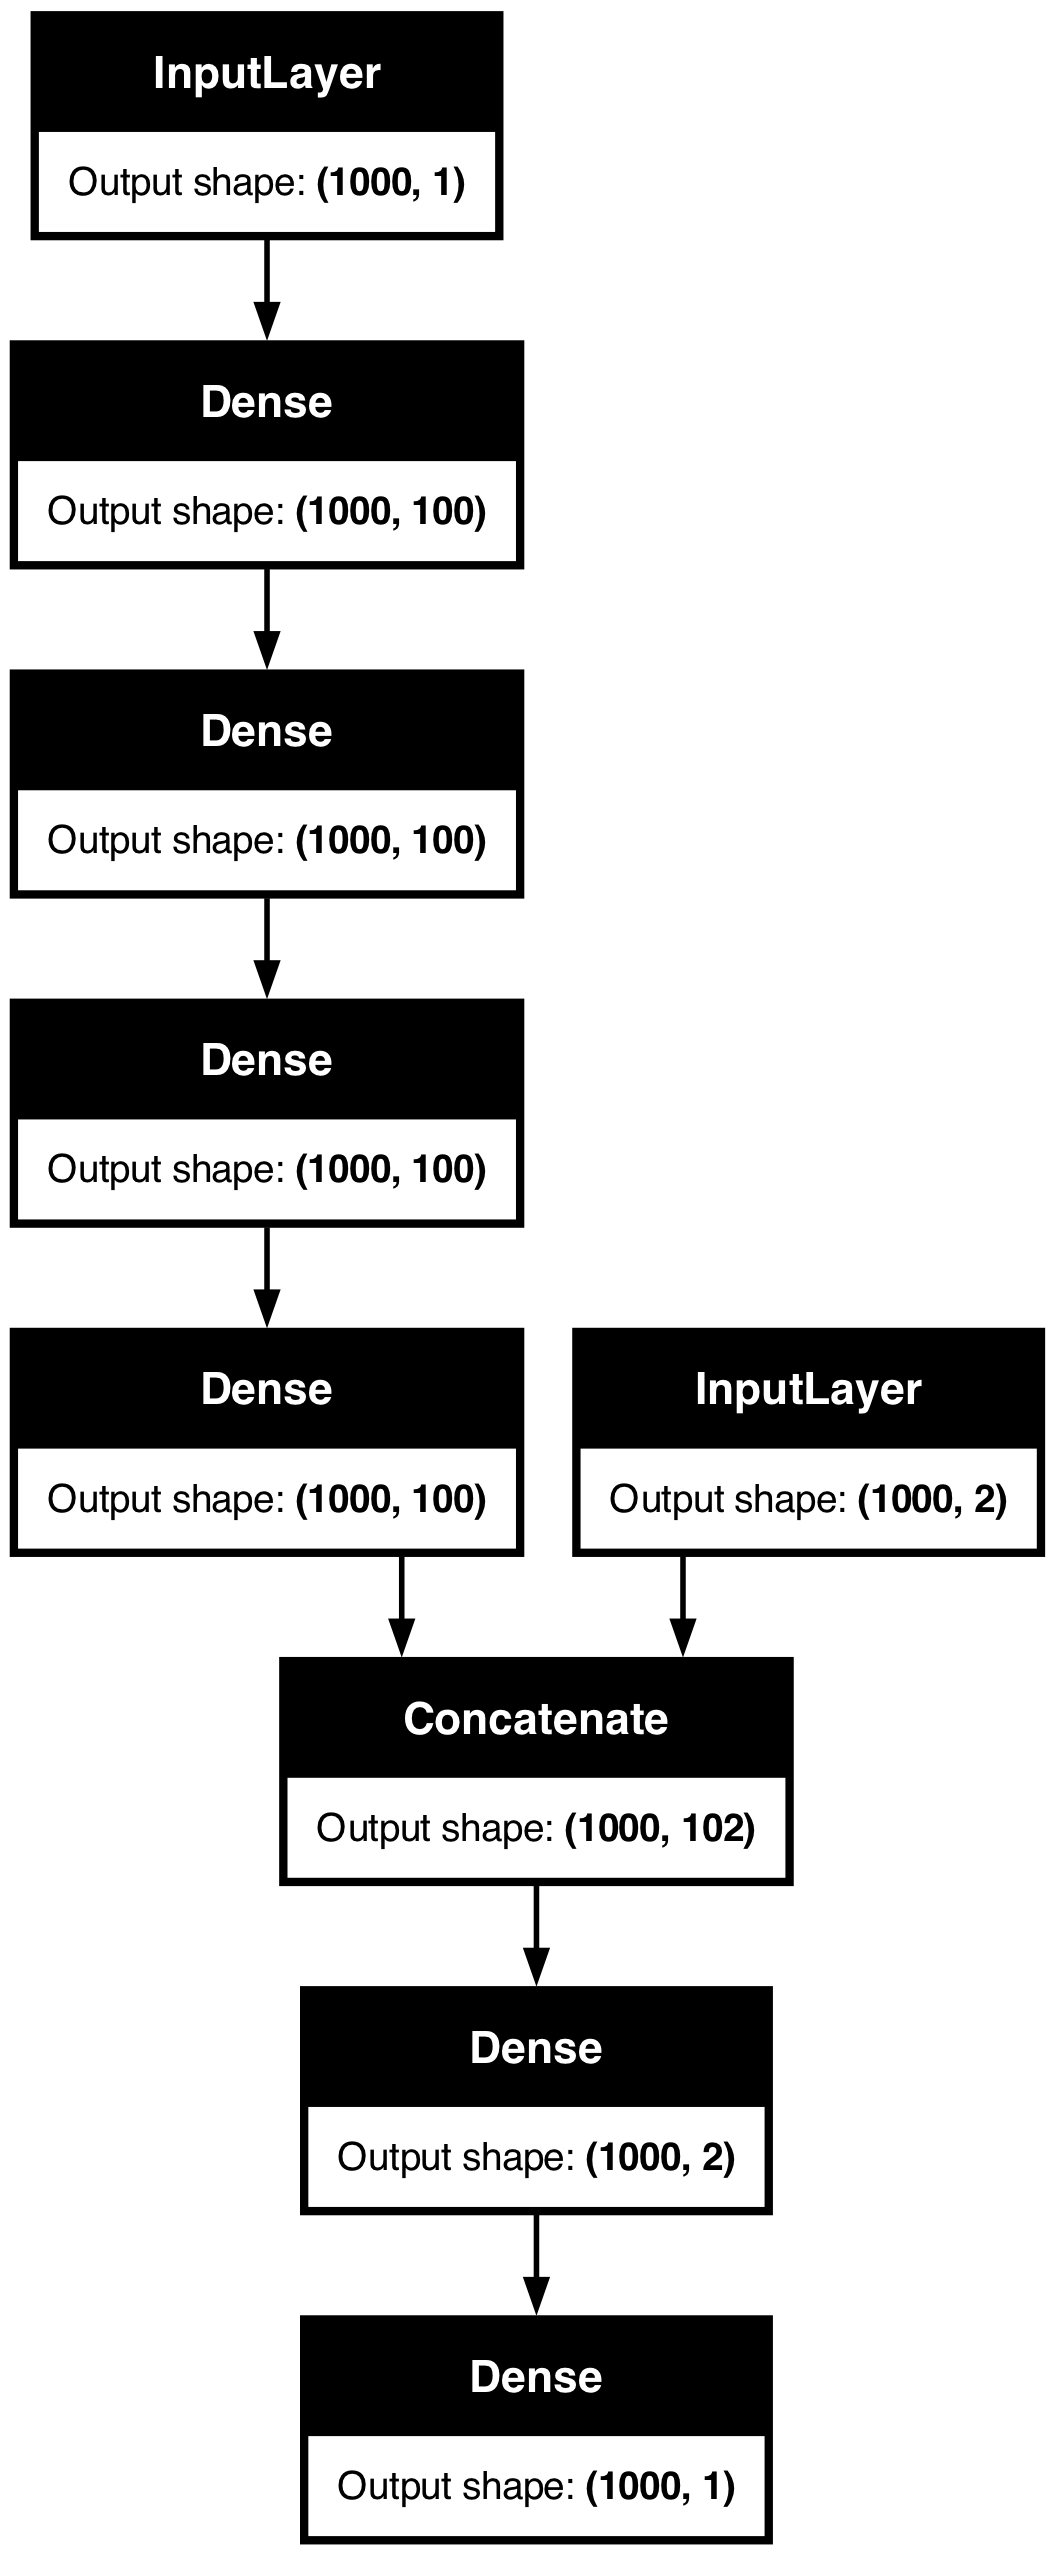 InputLayer
Output shape: (1000, 1)
Dense
Output shape: (1000, 100)
Dense
Output shape: (1000, 100)
Dense
Output shape: (1000, 100)
Dense
Output shape: (1000, 100)
InputLayer
Output shape: (1000, 2)
Concatenate
Output shape: (1000, 102)
Dense
Output shape: (1000, 2)
Dense
Output shape: (1000, 1)